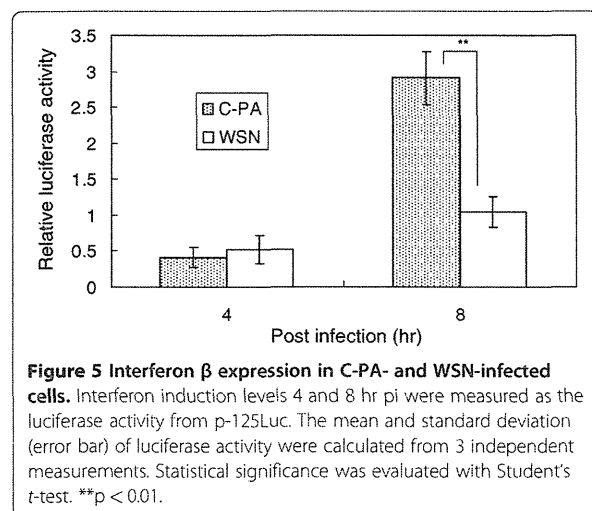 3.5
**
3
C-PA
2.5
WSN
2
1.5
1
0.5
0
Relative luciferase activity
4
8
Post infection (hr)
Figure 5 Interferon β expression in C-PA- and WSN-infected
cells. Interferon induction levels 4 and 8 hr pi were measured as the
luciferase activity from p-125Luc. The mean and standard deviation
(error bar) of luciferase activity were calculated from 3 independent
measurements. Statistical significance was evaluated with Student's
t-test. **p < 0.01.